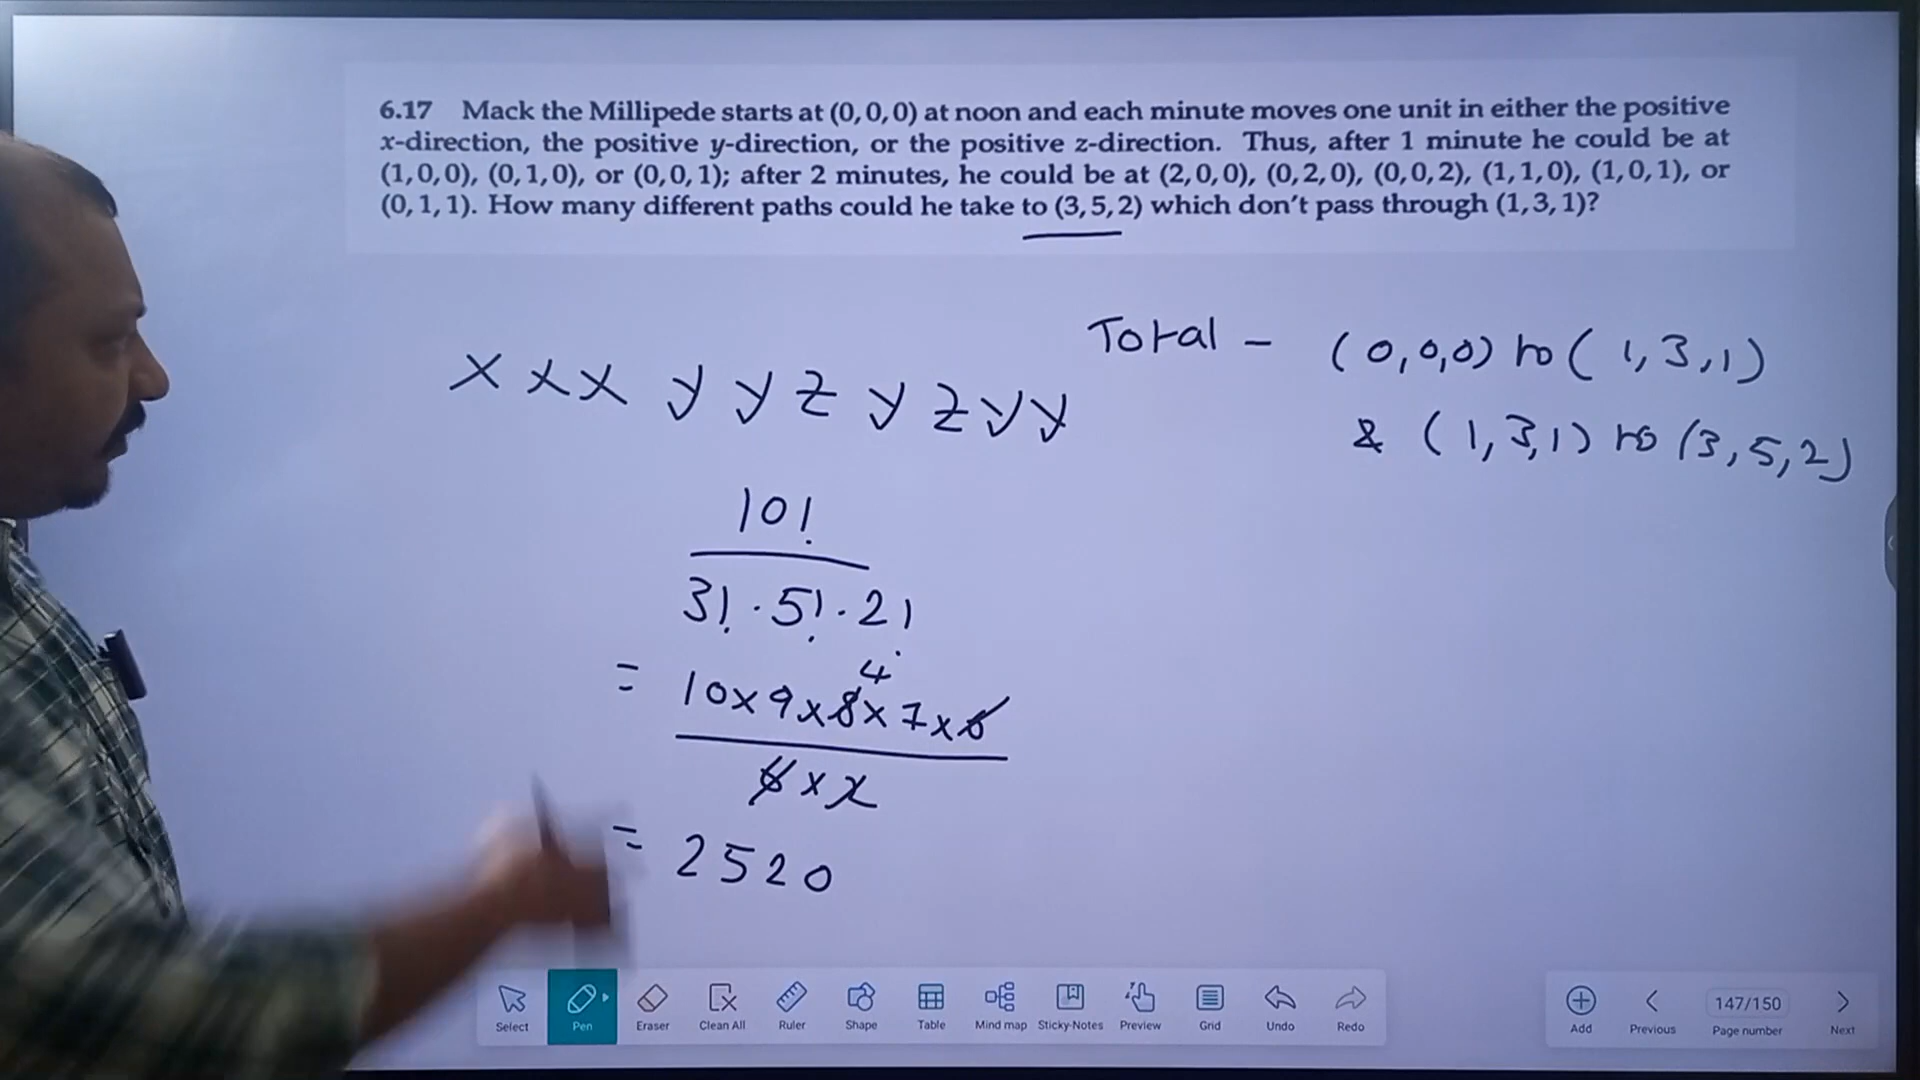 6.17 Mack the Millipede starts at (0, 0, 0) at noon and each minute moves one unit in either the positive
x-direction, the positive y-direction, or the positive z-direction. Thus, after 1 minute he could be at
(1, 0, 0), (0, 1, 0), or (0, 0, 1); after 2 minutes, he could be at (2, 0, 0), (0, 2, 0), (0, 0, 2), (1, 1, 0), (1, 0, 1), or
(0, 1, 1). How many different paths could he take to (3, 5, 2) which don't pass through (1, 3, 1)?
Total - (0,0,0) to (1,3,1)
& (1,3,1) to (3,5,2)
x x x y y z y z y y
10!
3! · 5! · 2!
4
= 10×9×8×7×6
6×2
= 2520
Select Pen Eraser Clean All Ruler Shape Table Mind map Sticky-Notes Preview Grid Undo Redo
147/150
Add Previous Page number Next